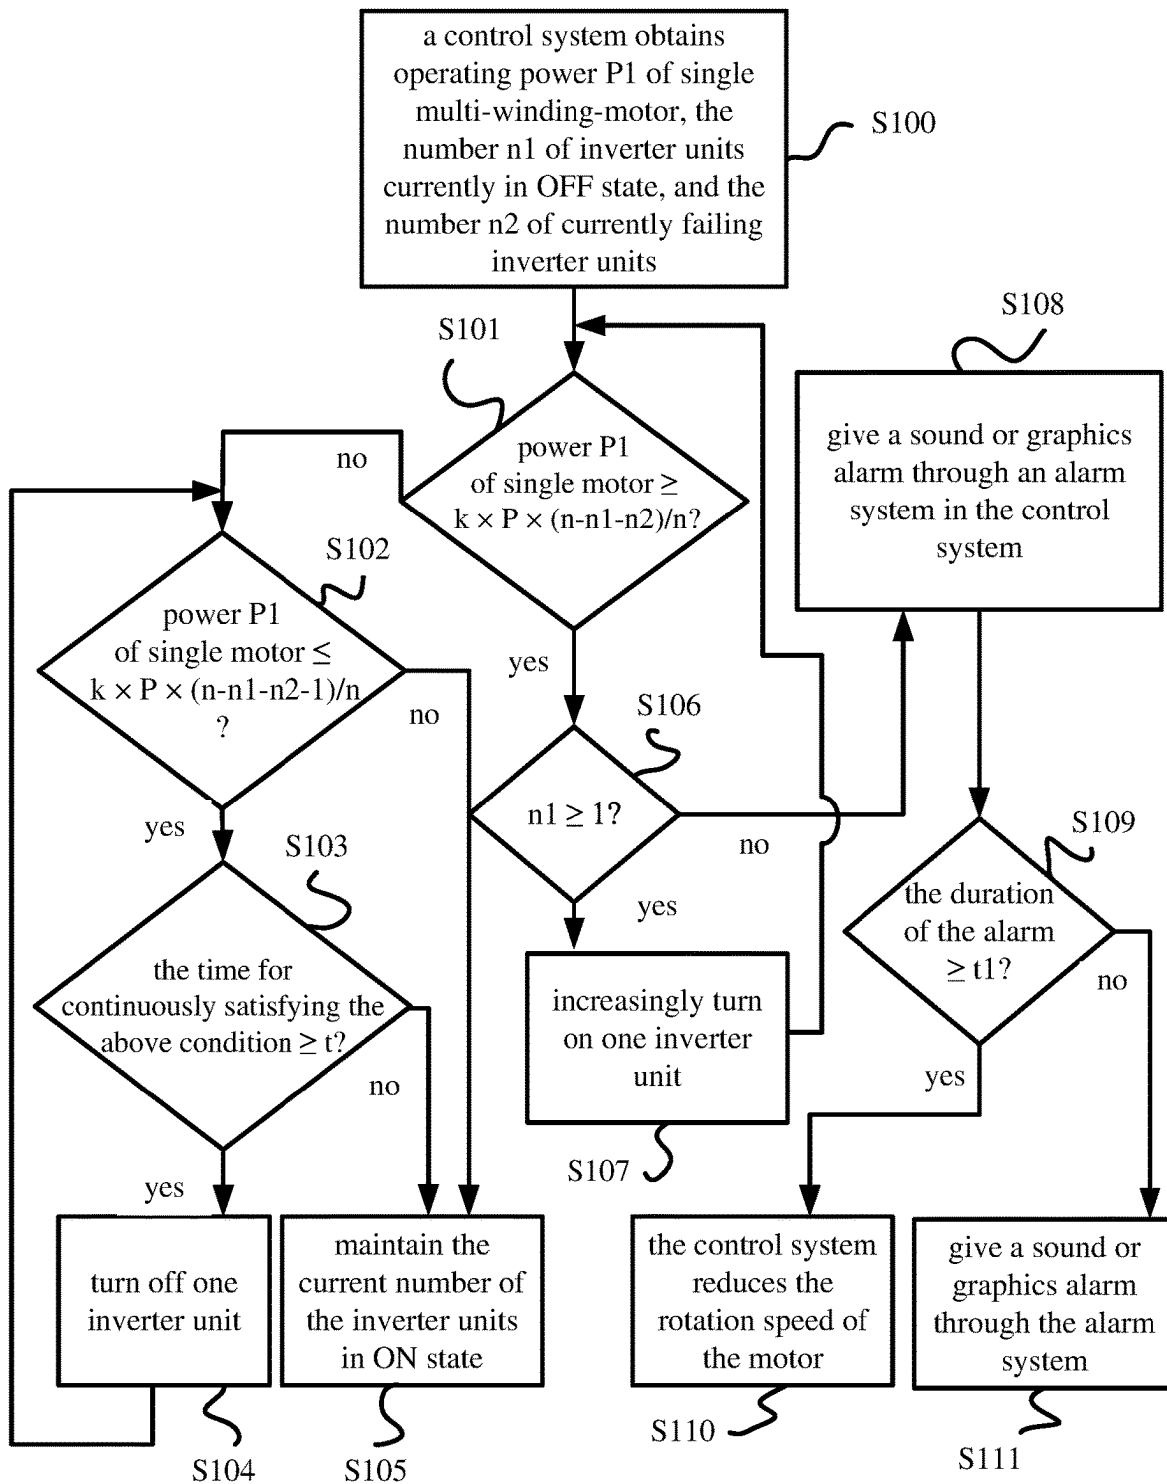 a control system obtains
operating power P1 of single
multi-winding-motor, the
number n1 of inverter units
currently in OFF state, and the
number n2 of currently failing
inverter units
S100
S101
power P1
of single motor ≥
k × P × (n-n1-n2)/n?
no
yes
S108
give a sound or graphics
alarm through an alarm
system in the control
system
S102
power P1
of single motor ≤
k × P × (n-n1-n2-1)/n
?
no
yes
S106
n1 ≥ 1?
no
yes
S103
the time for
continuously satisfying the
above condition ≥ t?
no
yes
S109
the duration
of the alarm
≥ t1?
no
yes
increasingly turn
on one inverter
unit
S107
turn off one
inverter unit
S104
maintain the
current number of
the inverter units
in ON state
S105
the control system
reduces the
rotation speed of
the motor
S110
give a sound or
graphics alarm
through the alarm
system
S111